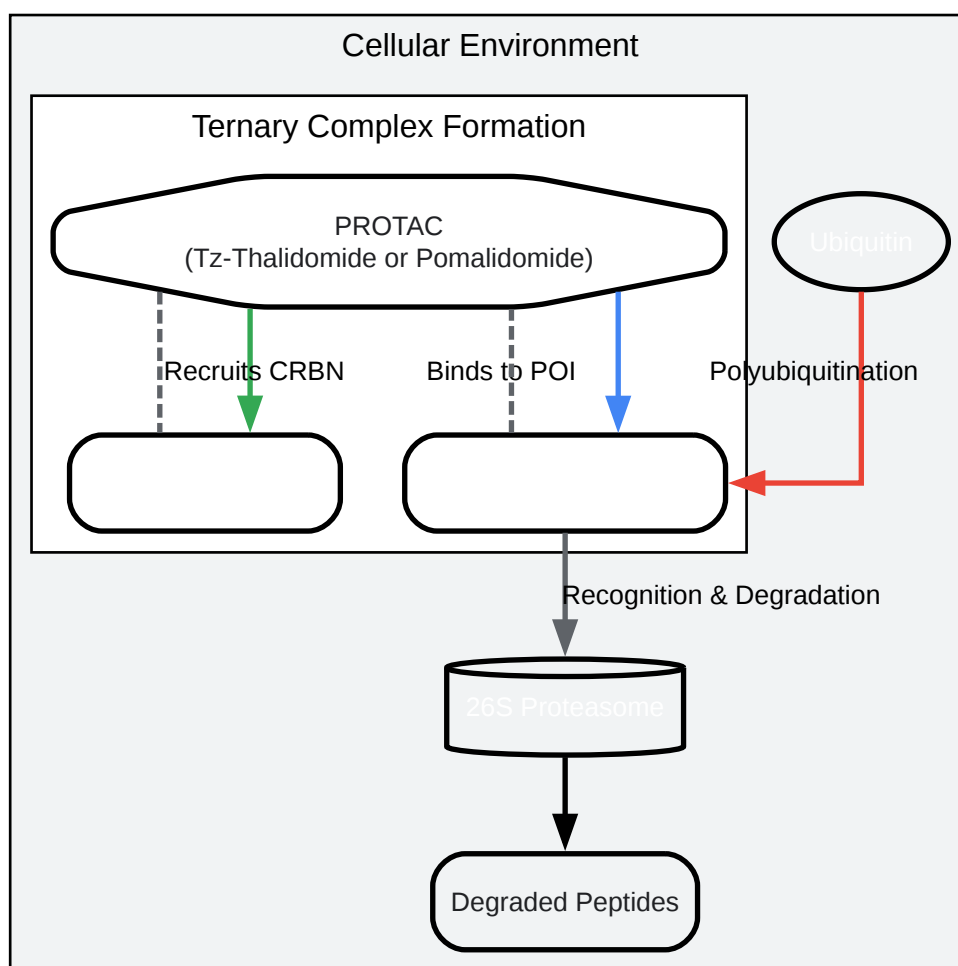 Cellular Environment
Ternary Complex Formation
PROTAC
(Tz-Thalidomide or Pomalidomide)
Ubiquitin
Recruits CRBN
Binds to POI
Polyubiquitination
Recognition & Degradation
26S Proteasome
Degraded Peptides